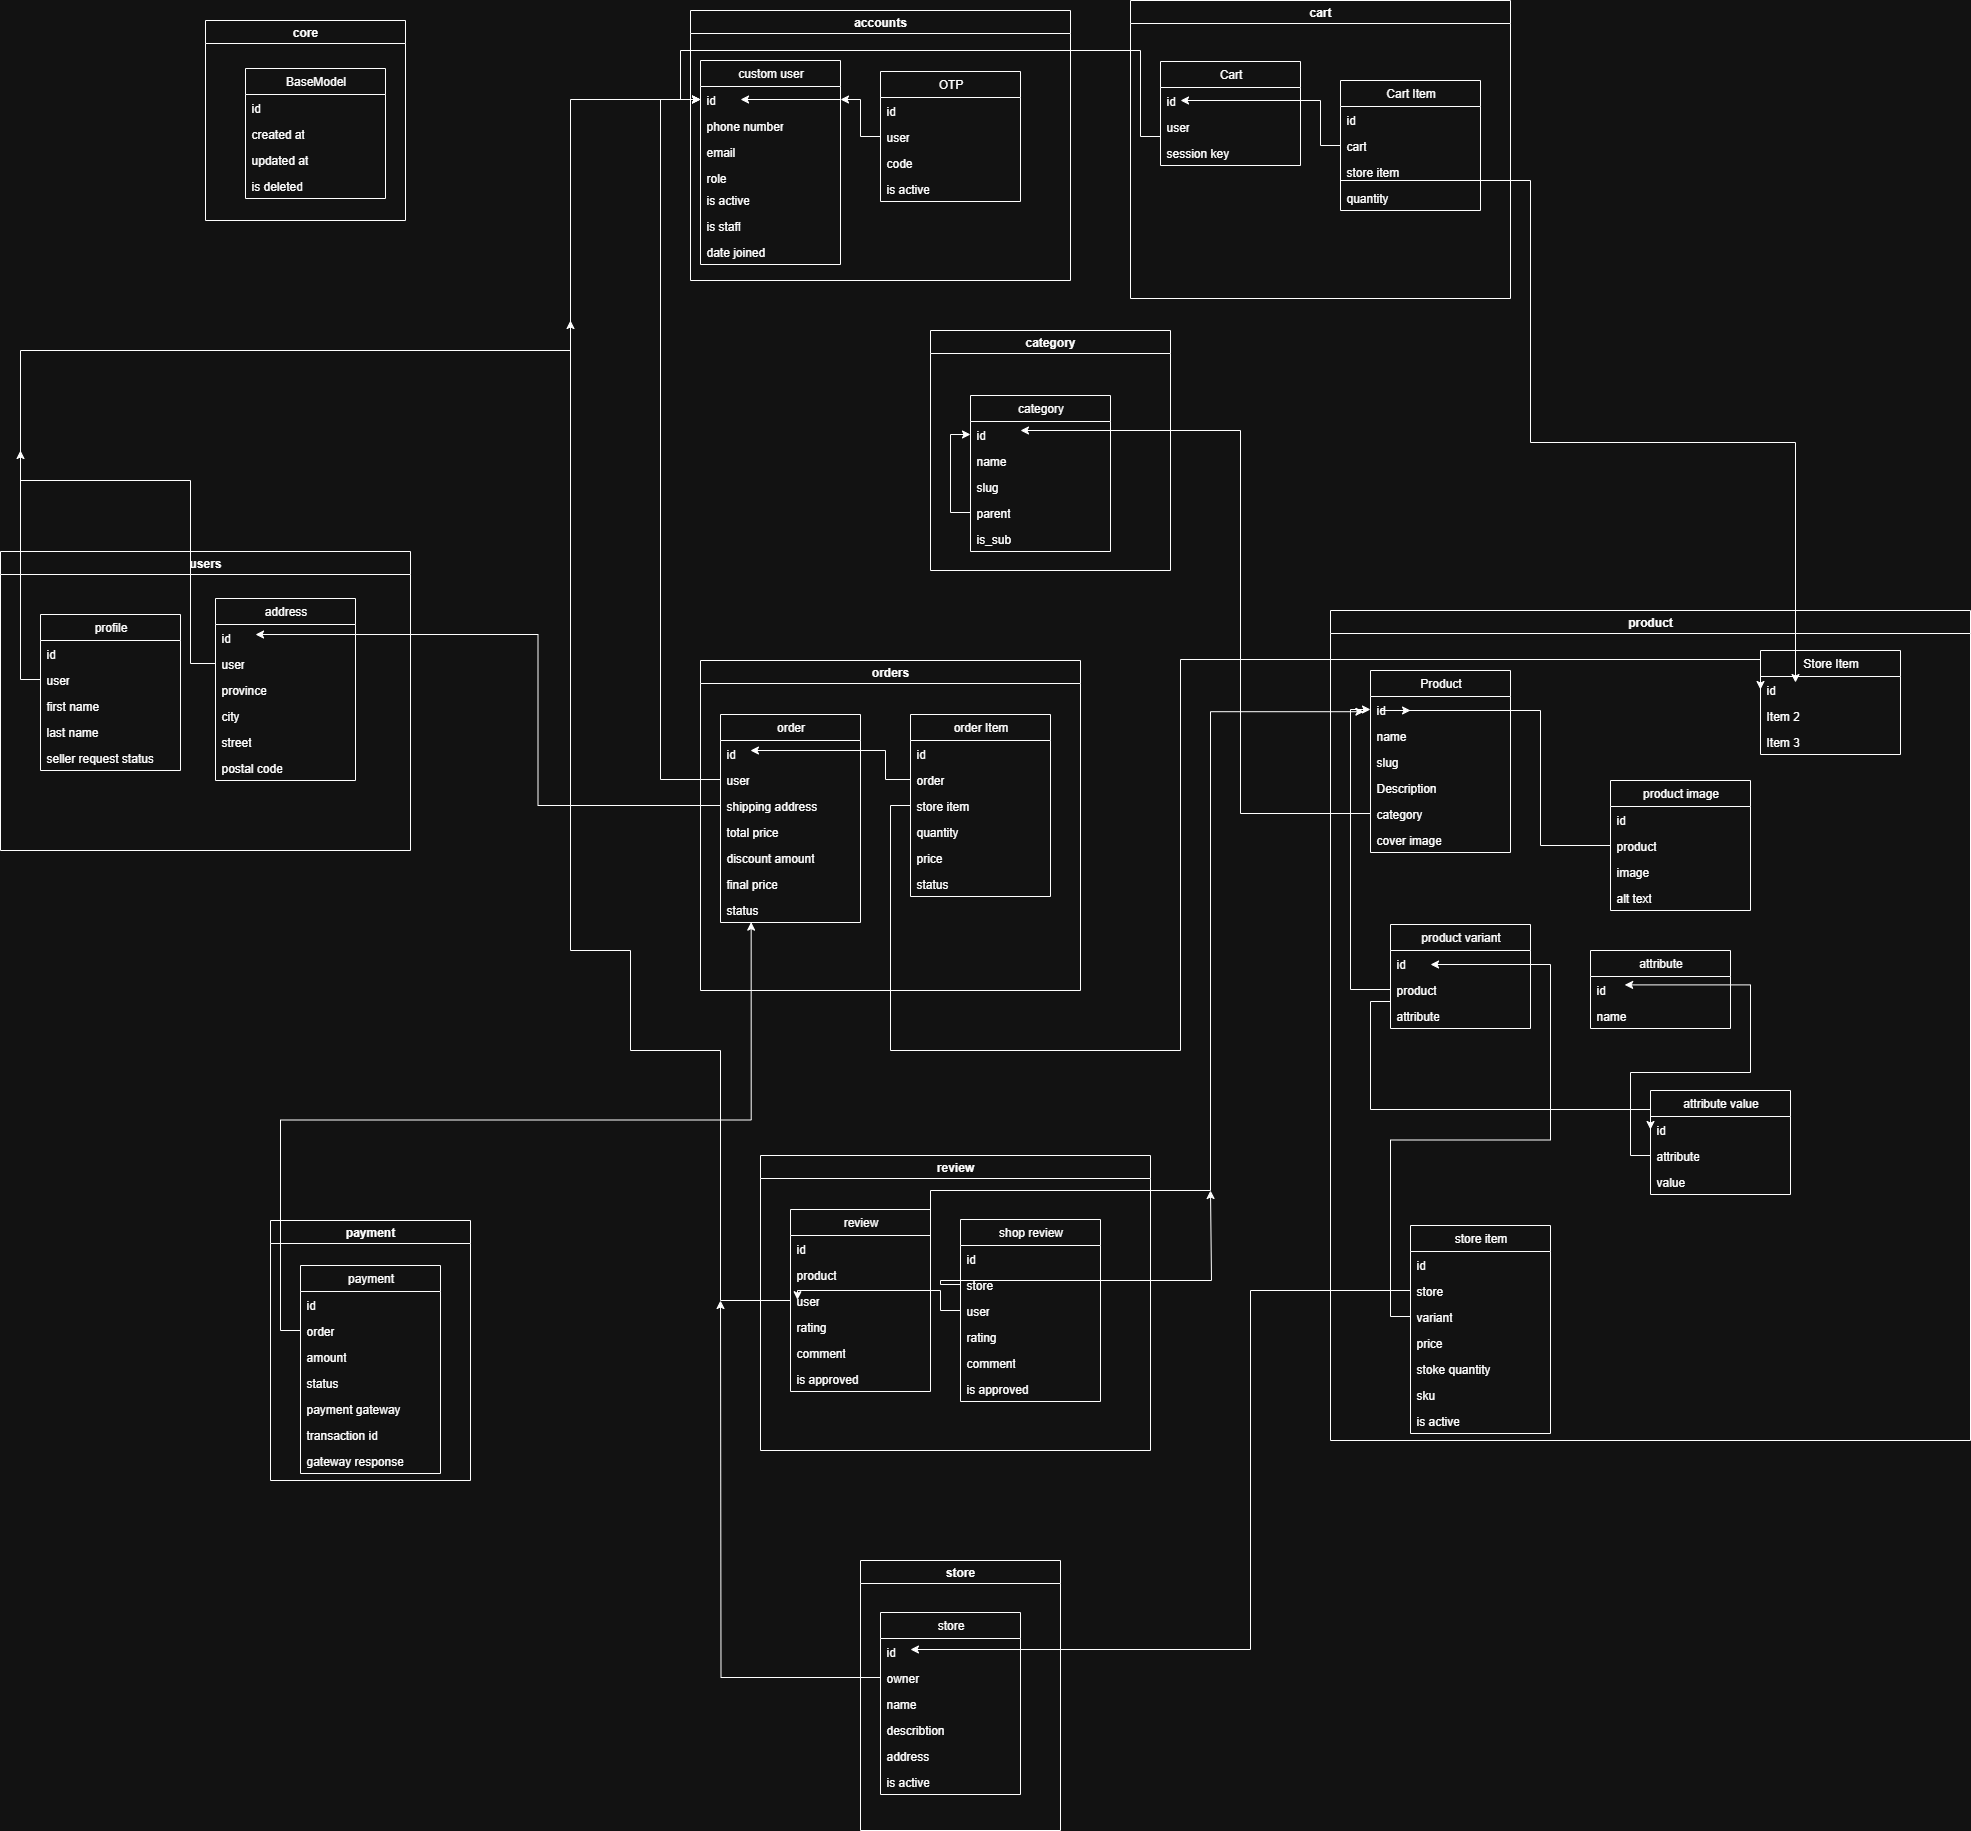 core
BaseModel
id
created at
updated at
is deleted
accounts
custom user
id
phone number
email
role
is active
is staff
date joined
OTP
id
user
code
is active
cart
Cart
id
user
session key
Cart Item
id
cart
store item
quantity
category
category
id
name
slug
parent
is_sub
users
profile
id
user
first name
last name
seller request status
address
id
user
province
city
street
postal code
orders
order
id
user
shipping address
total price
discount amount
final price
status
order Item
id
order
store item
quantity
price
status
product
Product
id
name
slug
Description
category
cover image
Store Item
id
Item 2
Item 3
product image
id
product
image
alt text
product variant
id
product
attribute
attribute
id
name
attribute value
id
attribute
value
store item
id
store
variant
price
stoke quantity
sku
is active
payment
payment
id
order
amount
status
payment gateway
transaction id
gateway response
review
review
id
product
user
rating
comment
is approved
shop review
id
store
user
rating
comment
is approved
store
store
id
owner
name
describtion
address
is active